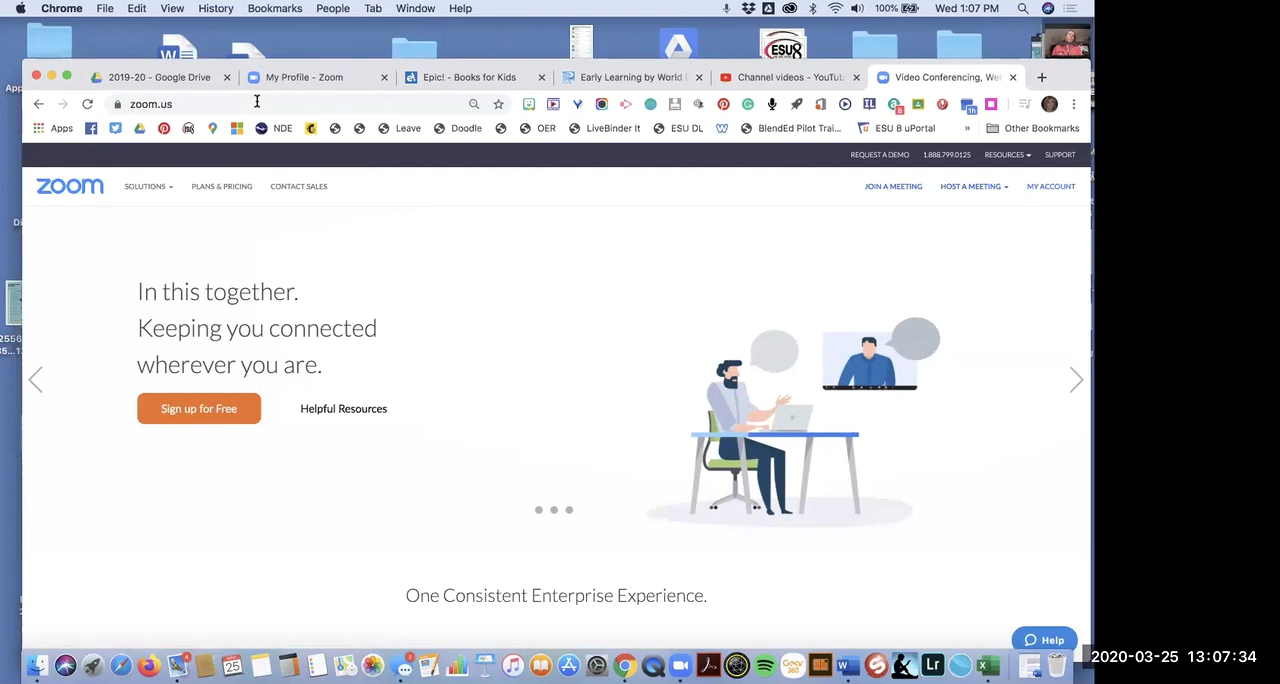 Chrome File Edit View History Bookmarks People Tab Window Help
100% Wed 1:07 PM
W
ESU8
2019-20 - Google Drive
My Profile - Zoom
Epic! - Books for Kids
Early Learning by World
Channel videos - YouTu
Video Conferencing, We
zoom.us
Apps NDE Leave Doodle OER LiveBinder It ESU DL BlendEd Pilot Trai... ESU 8 uPortal » Other Bookmarks
REQUEST A DEMO 1.888.799.0125 RESOURCES SUPPORT
zoom SOLUTIONS PLANS & PRICING CONTACT SALES JOIN A MEETING HOST A MEETING MY ACCOUNT
In this together.
Keeping you connected
wherever you are.
Sign up for Free Helpful Resources
One Consistent Enterprise Experience.
Help
2020-03-25 13:07:34